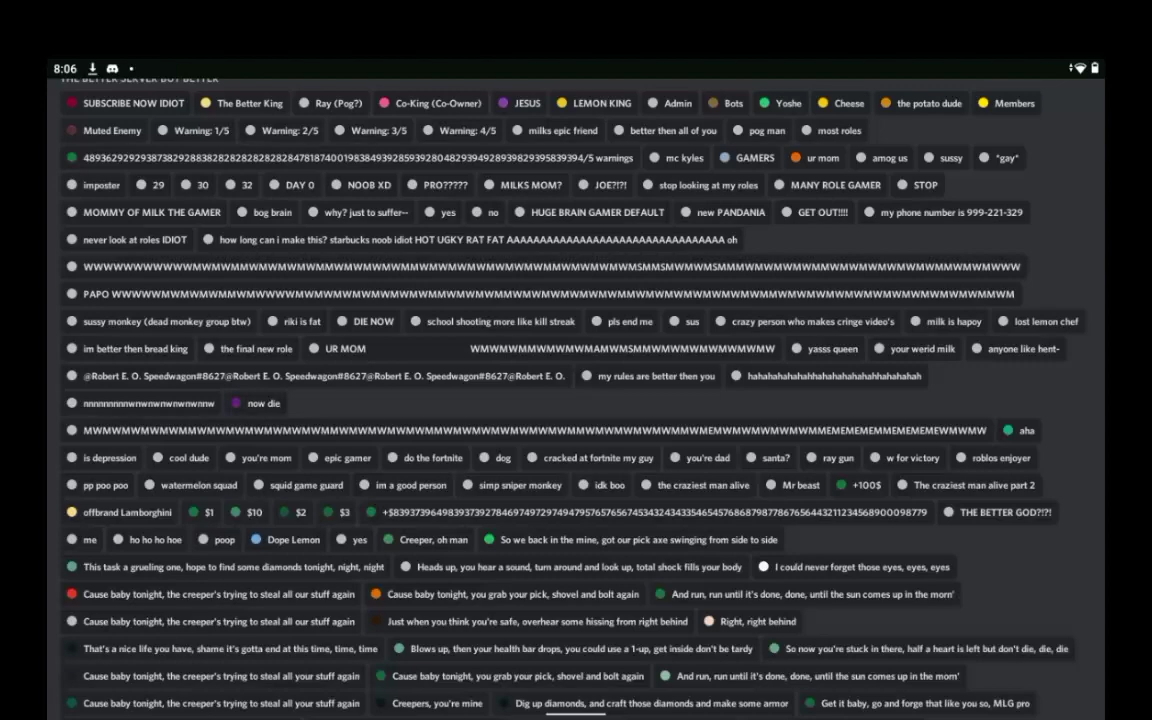 8:06
THE BETTER SERVER BUT BETTER
SUBSCRIBE NOW IDIOT The Better King Ray (Pog?) Co-King (Co-Owner) JESUS LEMON KING Admin Bots Yoshe Cheese the potato dude Members
Muted Enemy Warning: 1/5 Warning: 2/5 Warning: 3/5 Warning: 4/5 milks epic friend better then all of you pog man most roles
mc kyles GAMERS ur mom amog us sussy *gay*
imposter 29 30 32 DAY 0 NOOB XD PRO????? MILKS MOM? JOE?!?! stop looking at my roles MANY ROLE GAMER STOP
MOMMY OF MILK THE GAMER bog brain why? just to suffer~ yes no HUGE BRAIN GAMER DEFAULT new PANDANIA GET OUT!!!! my phone number is 999-221-329
never look at roles IDIOT how long can i make this? starbucks noob idiot HOT UGKY RAT FAT oh
PAPO
sussy monkey (dead monkey group btw) riki is fat DIE NOW school shooting more like kill streak pls end me sus crazy person who makes cringe video's milk is hapoy lost lemon chef
im better then bread king the final new role UR MOM yasss queen your werid milk anyone like hent-
@Robert E. O. Speedwagon#8627@Robert E. O. Speedwagon#8627@Robert E. O. Speedwagon#8627@Robert E. O. my rules are better then you
now die
aha
is depression cool dude you're mom epic gamer do the fortnite dog cracked at fortnite my guy you're dad santa? ray gun w for victory roblos enjoyer
pp poo poo watermelon squad squid game guard im a good person simp sniper monkey idk boo the craziest man alive Mr beast +100$ The craziest man alive part 2
offbrand Lamborghini $1 $10 $2 $3 THE BETTER GOD?!?!
me ho ho ho hoe poop Dope Lemon yes Creeper, oh man So we back in the mine, got our pick axe swinging from side to side
This task a grueling one, hope to find some diamonds tonight, night, night Heads up, you hear a sound, turn around and look up, total shock fills your body I could never forget those eyes, eyes, eyes
Cause baby tonight, the creeper's trying to steal all our stuff again Cause baby tonight, you grab your pick, shovel and bolt again And run, run until it's done, done, until the sun comes up in the morn'
Cause baby tonight, the creeper's trying to steal all our stuff again Just when you think you're safe, overhear some hissing from right behind Right, right behind
That's a nice life you have, shame it's gotta end at this time, time, time Blows up, then your health bar drops, you could use a 1-up, get inside don't be tardy So now you're stuck in there, half a heart is left but don't die, die, die
Cause baby tonight, the creeper's trying to steal all your stuff again Cause baby tonight, you grab your pick, shovel and bolt again And run, run until it's done, done, until the sun comes up in the morn'
Cause baby tonight, the creeper's trying to steal all your stuff again Creepers, you're mine Dig up diamonds, and craft those diamonds and make some armor Get it baby, go and forge that like you so, MLG pro